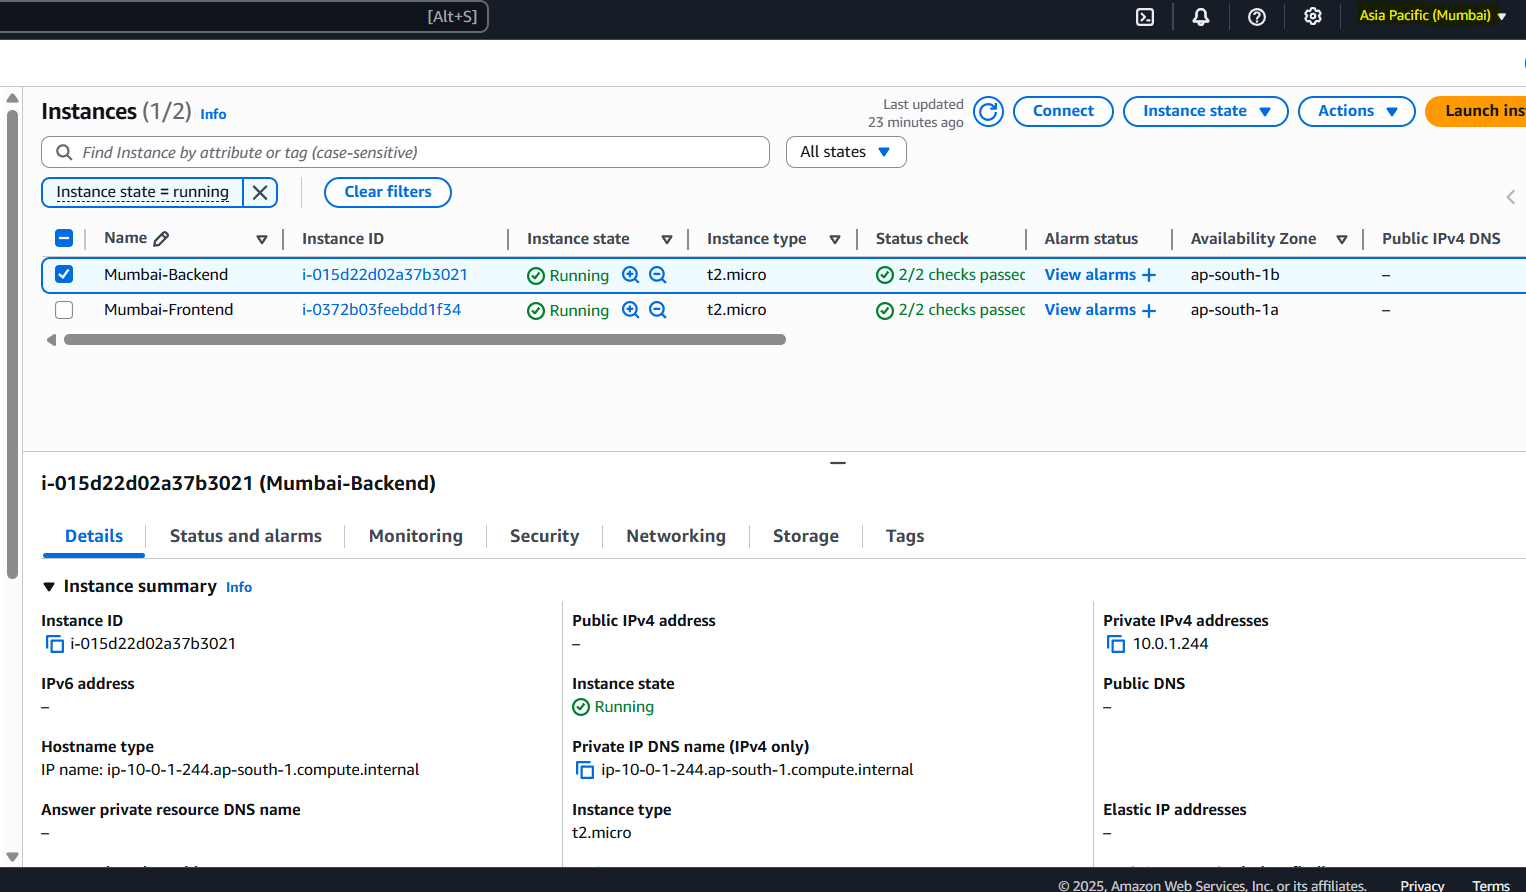 [Alt+S]
Asia Pacific (Mumbai)
Instances (1/2) Info
Last updated
23 minutes ago
Connect
Instance state
Actions
Launch ins
Find Instance by attribute or tag (case-sensitive)
All states
Instance state = running
Clear filters
Name Instance ID Instance state Instance type Status check Alarm status Availability Zone Public IPv4 DNS
Mumbai-Backend i-015d22d02a37b3021 Running t2.micro 2/2 checks passed View alarms + ap-south-1b –
Mumbai-Frontend i-0372b03feebdd1f34 Running t2.micro 2/2 checks passed View alarms + ap-south-1a –
i-015d22d02a37b3021 (Mumbai-Backend)
Details Status and alarms Monitoring Security Networking Storage Tags
Instance summary Info
Instance ID
i-015d22d02a37b3021
Public IPv4 address
–
Private IPv4 addresses
10.0.1.244
IPv6 address
–
Instance state
Running
Public DNS
–
Hostname type
IP name: ip-10-0-1-244.ap-south-1.compute.internal
Private IP DNS name (IPv4 only)
ip-10-0-1-244.ap-south-1.compute.internal
Answer private resource DNS name
–
Instance type
t2.micro
Elastic IP addresses
–
© 2025, Amazon Web Services, Inc. or its affiliates. Privacy Terms